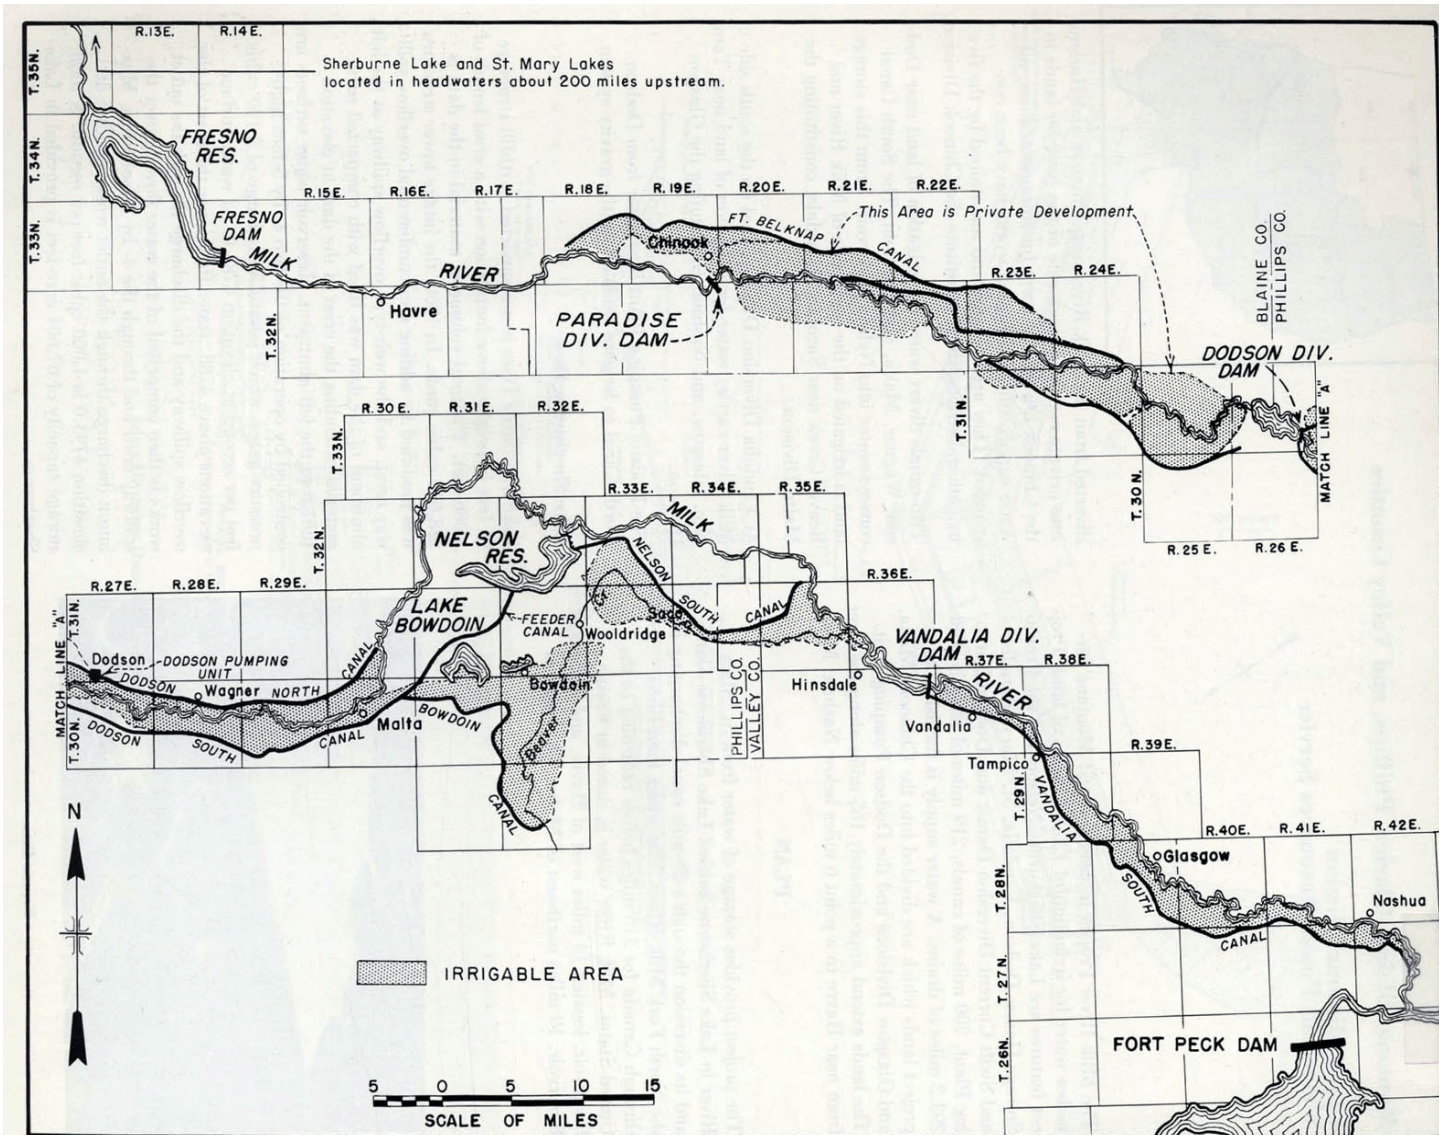 R.13E. R.14E.
T.35N.
Sherburne Lake and St. Mary Lakes
located in headwaters about 200 miles upstream.
T.34N.
FRESNO
RES.
T.33N.
FRESNO
DAM
MILK
RIVER
R.15E. R.16E. R.17E. R.18E. R.19E. R.20E. R.21E. R.22E.
Havre
Chinook
FT. BELKNAP
CANAL
This Area is Private Development
R.23E. R.24E.
BLAINE CO.
PHILLIPS CO.
T.32N.
PARADISE
DIV. DAM
DODSON DIV.
DAM
T.31N.
MATCH LINE "A"
T.30N.
R.25 E. R.26 E.
R.30 E. R.31 E. R.32 E.
T.33N.
R.33E. R.34E. R.35E.
MILK
T.32N.
NELSON
RES.
NELSON
SOUTH
CANAL
R.36E.
R.27E. R.28E. R.29E.
LAKE
BOWDOIN
FEEDER
CANAL
Cr
Wooldridge
Saco
MATCH LINE "A"
T.31N.
Dodson
DODSON PUMPING
UNIT
DODSON
NORTH
CANAL
Wagner
Bowdoin
VANDALIA DIV.
DAM
R.37E. R.38E.
RIVER
Hinsdale
Vandalia
T.30N.
DODSON
SOUTH
CANAL
Malta
BOWDOIN
CANAL
Beaver
PHILLIPS CO.
VALLEY CO.
Tampico
R.39E.
T.29N.
VANDALIA
SOUTH
CANAL
N
R.40E. R.41E. R.42E.
Glasgow
T.28N.
Nashua
IRRIGABLE AREA
T.27N.
FORT PECK DAM
T.26N.
5 0 5 10 15
SCALE OF MILES